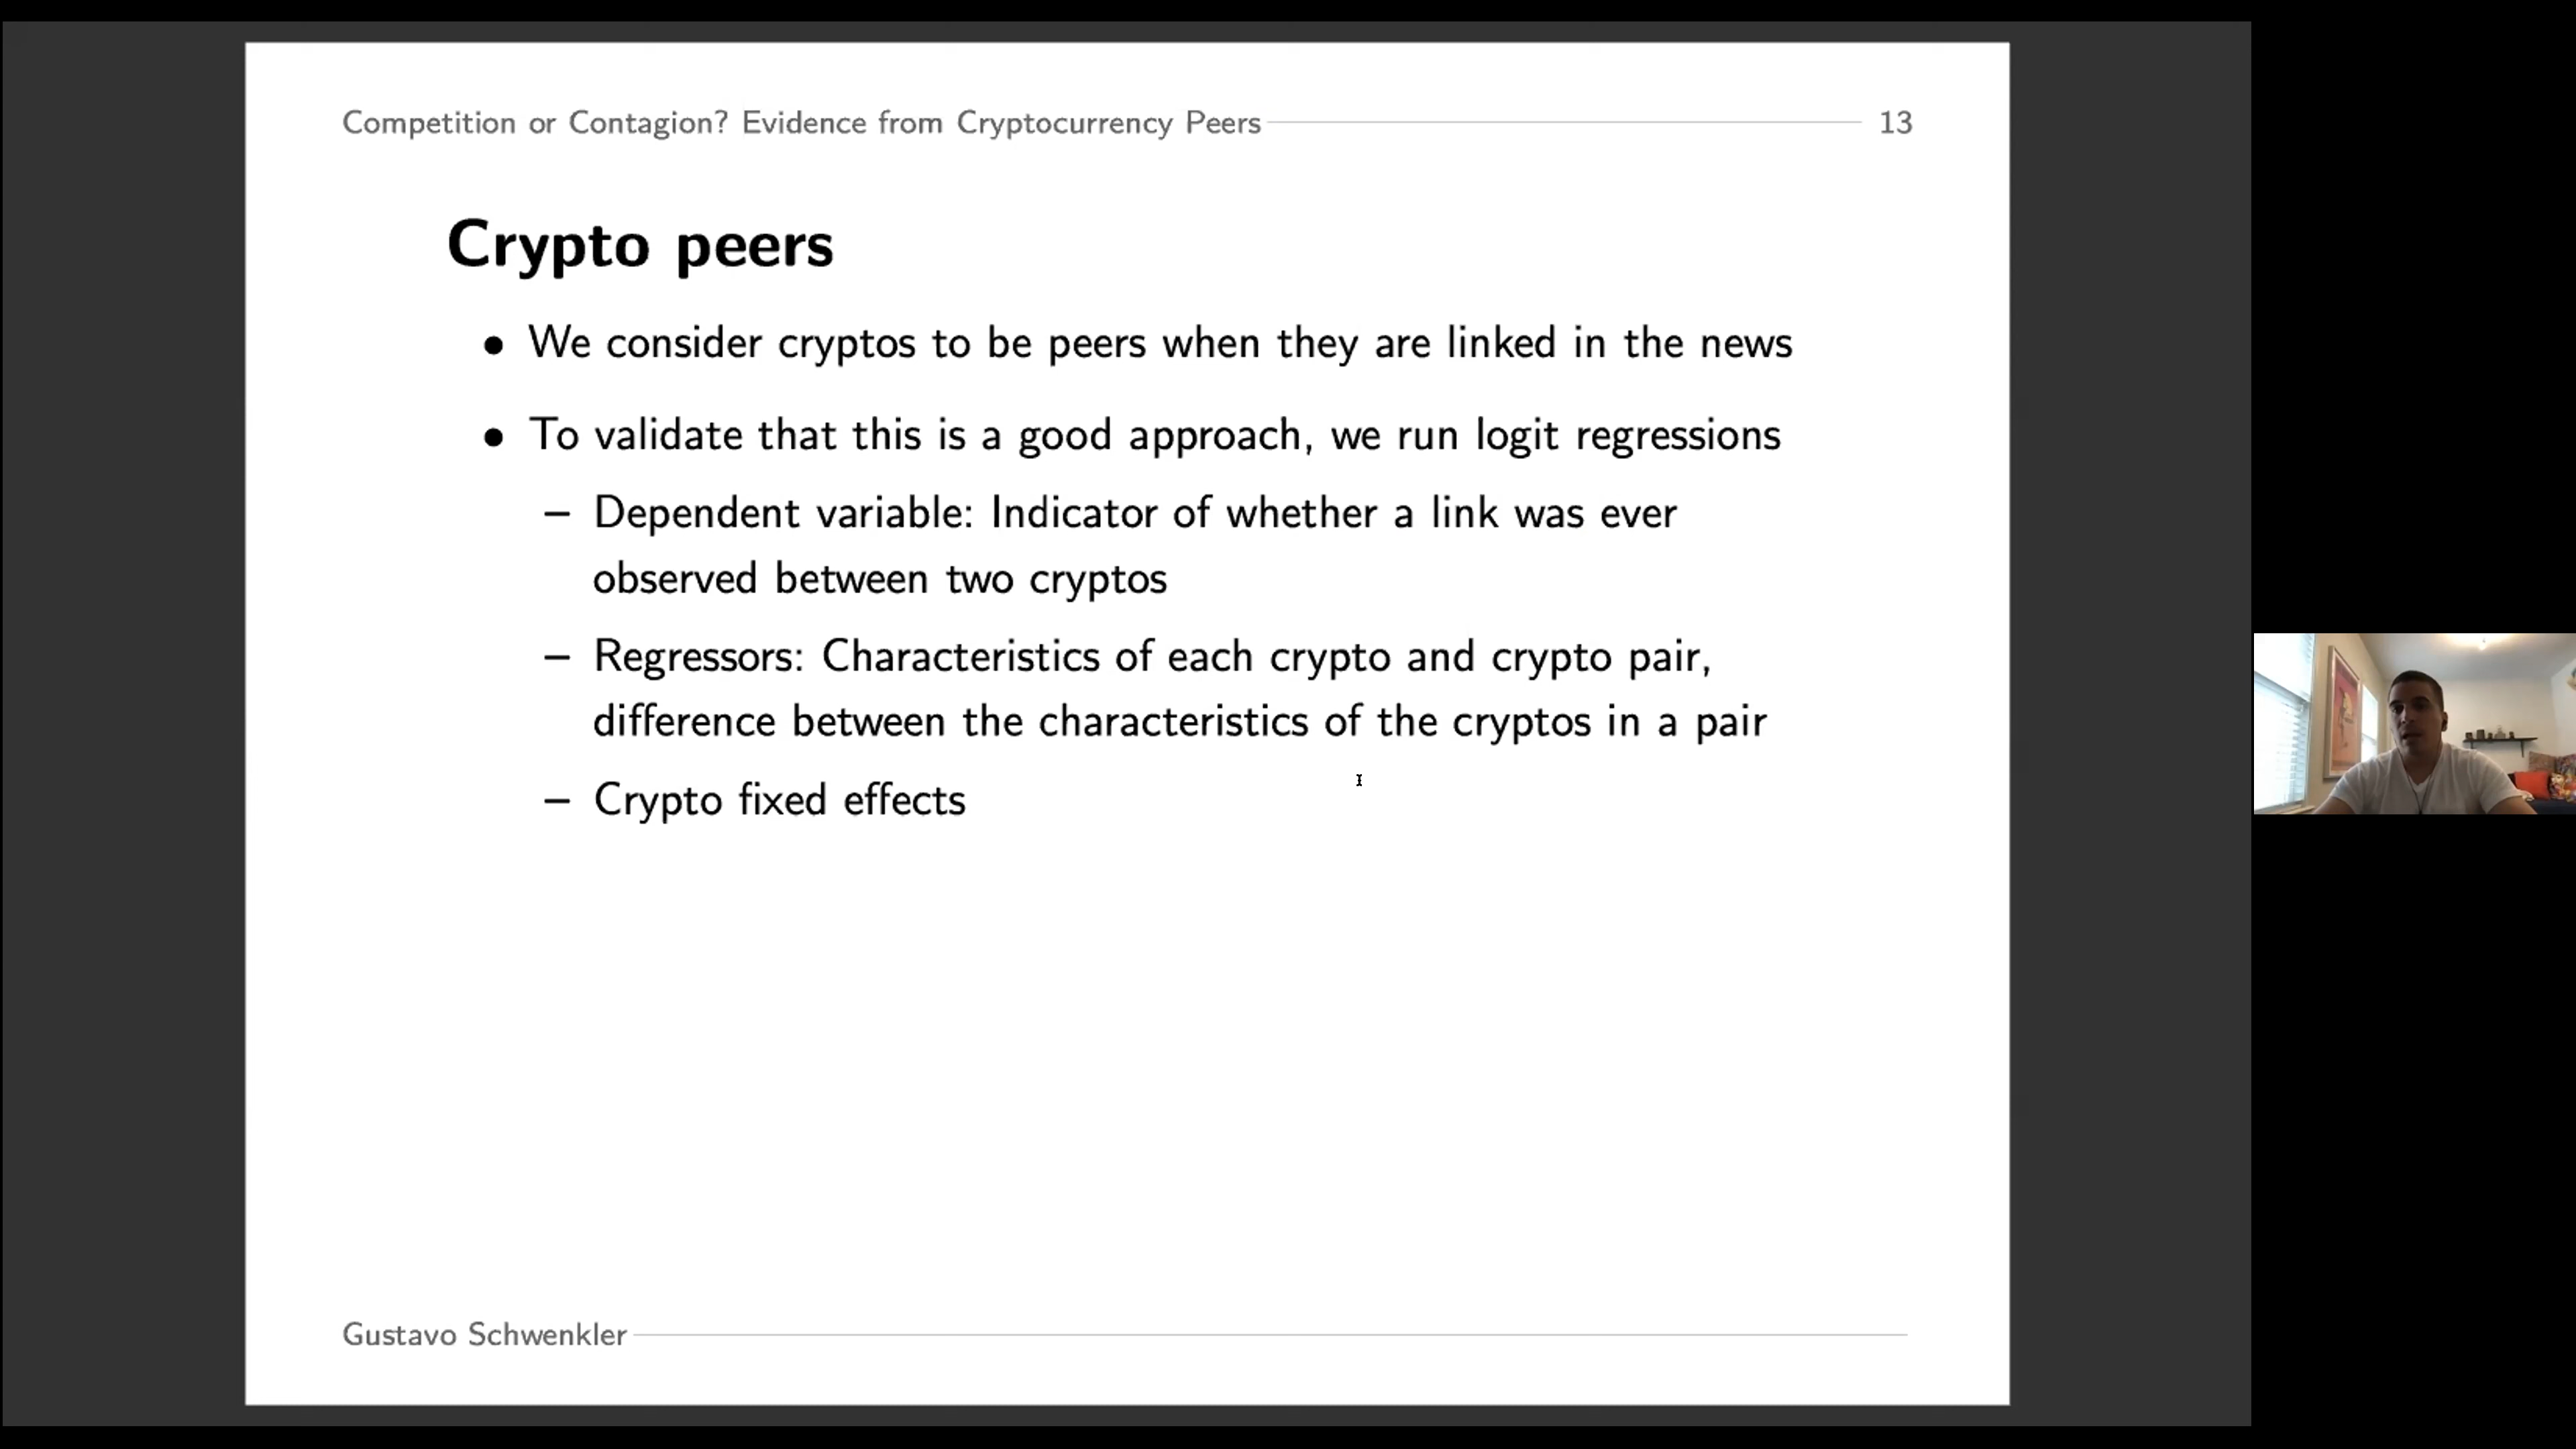 Competition or Contagion? Evidence from Cryptocurrency Peers 13
Crypto peers
• We consider cryptos to be peers when they are linked in the news
• To validate that this is a good approach, we run logit regressions
– Dependent variable: Indicator of whether a link was ever
observed between two cryptos
– Regressors: Characteristics of each crypto and crypto pair,
difference between the characteristics of the cryptos in a pair
– Crypto fixed effects
Gustavo Schwenkler